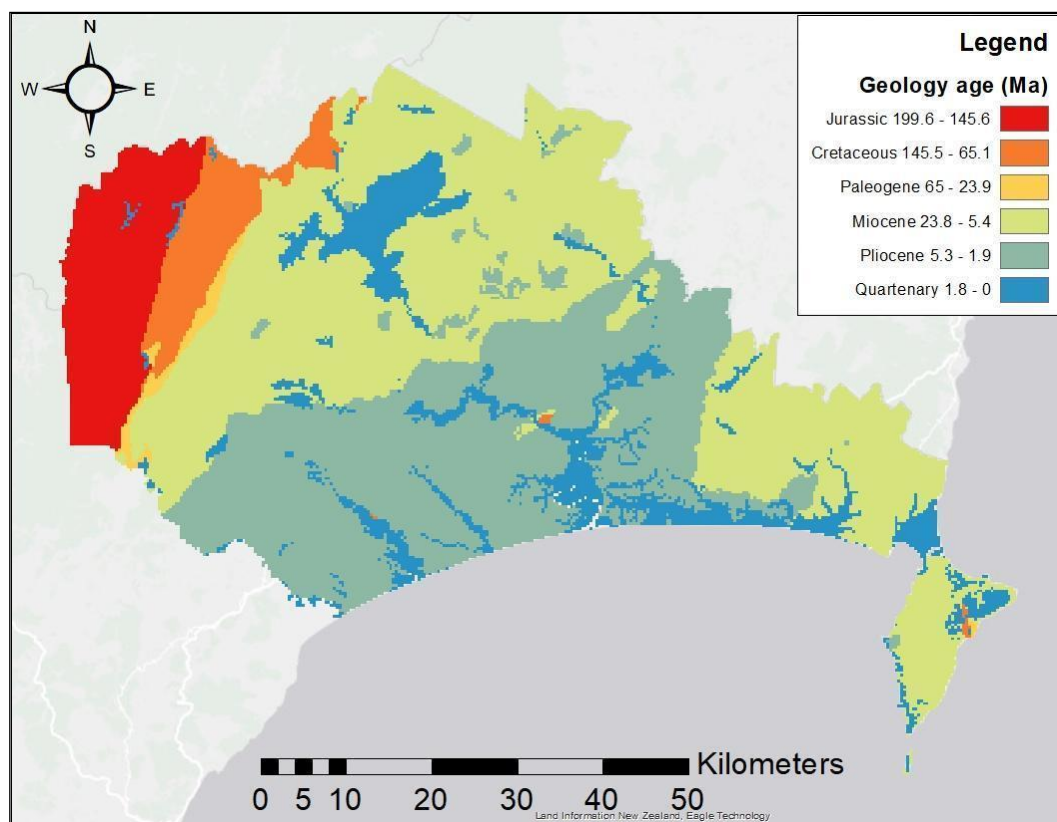 N
W E
S
Legend
Geology age (Ma)
Jurassic 199.6 - 145.6
Cretaceous 145.5 - 65.1
Paleogene 65 - 23.9
Miocene 23.8 - 5.4
Pliocene 5.3 - 1.9
Quartenary 1.8 - 0
Kilometers
0 5 10 20 30 40 50
Land Information New Zealand, Eagle Technology